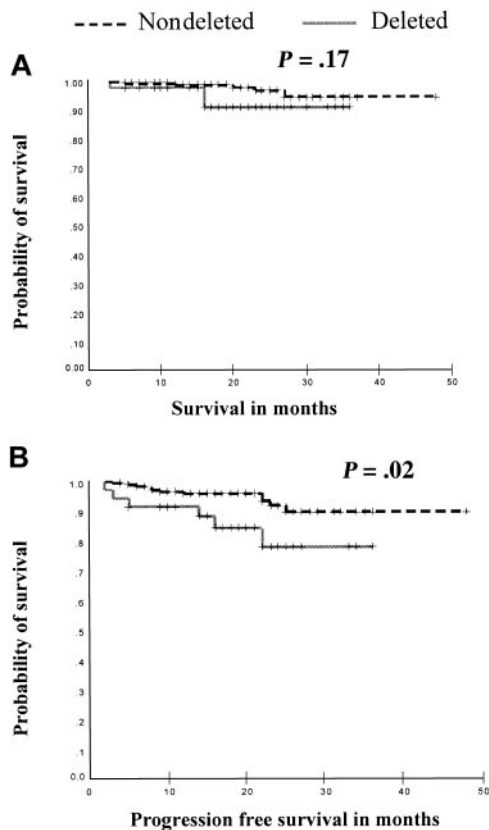 Nondeleted Deleted
A
P = .17
Probability of survival
1.00
.90
.80
.70
.60
.50
.40
.30
.20
.10
0.00
0 10 20 30 40 50
Survival in months
B
P = .02
Probability of survival
1.0
.9
.8
.7
.6
.5
.4
.3
.2
.1
0.0
0 10 20 30 40 50
Progression free survival in months